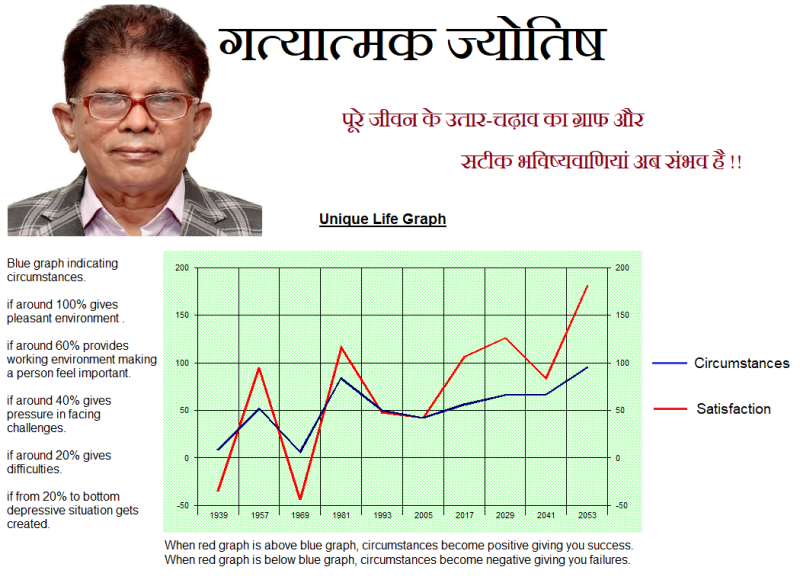 गत्यात्मक ज्योतिष
पूरे जीवन के उतार-चढ़ाव का ग्राफ और
सटीक भविष्यवाणियां अब संभव है !!
Unique Life Graph
Blue graph indicating
circumstances.
if around 100% gives
pleasant environment .
if around 60% provides
working environment making
a person feel important.
if around 40% gives
pressure in facing
challenges.
if around 20% gives
difficulties.
if from 20% to bottom
depressive situation gets
created.
200 200
150 150
100 100
50 50
0 0
-50 -50
1939 1957 1969 1981 1993 2005 2017 2029 2041 2053
Circumstances
Satisfaction
When red graph is above blue graph, circumstances become positive giving you success.
When red graph is below blue graph, circumstances become negative giving you failures.